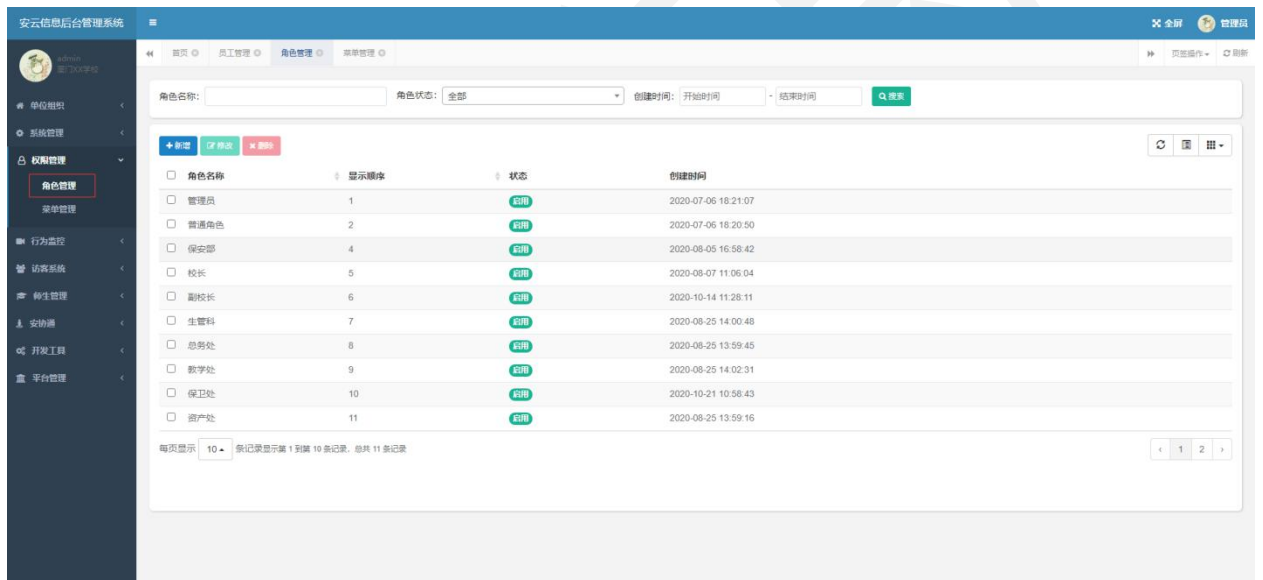 安云信息后台管理系统
全屏 管理员
admin
厦门XX学校
首页 员工管理 角色管理 菜单管理
页签操作 刷新
单位组织
系统管理
权限管理
角色管理
菜单管理
行为监控
访客系统
师生管理
安协通
开发工具
平台管理
角色名称: 角色状态: 全部 创建时间: 开始时间 - 结束时间 搜索
+新增 修改 ×删除
角色名称 显示顺序 状态 创建时间
管理员 1 启用 2020-07-06 18:21:07
普通角色 2 启用 2020-07-06 18:20:50
保安部 4 启用 2020-08-05 16:58:42
校长 5 启用 2020-08-07 11:06:04
副校长 6 启用 2020-10-14 11:28:11
生管科 7 启用 2020-08-25 14:00:48
总务处 8 启用 2020-08-25 13:59:45
教学处 9 启用 2020-08-25 14:02:31
保卫处 10 启用 2020-10-21 10:58:43
资产处 11 启用 2020-08-25 13:59:16
每页显示 10 条记录显示第 1 到第 10 条记录，总共 11 条记录
‹ 1 2 ›